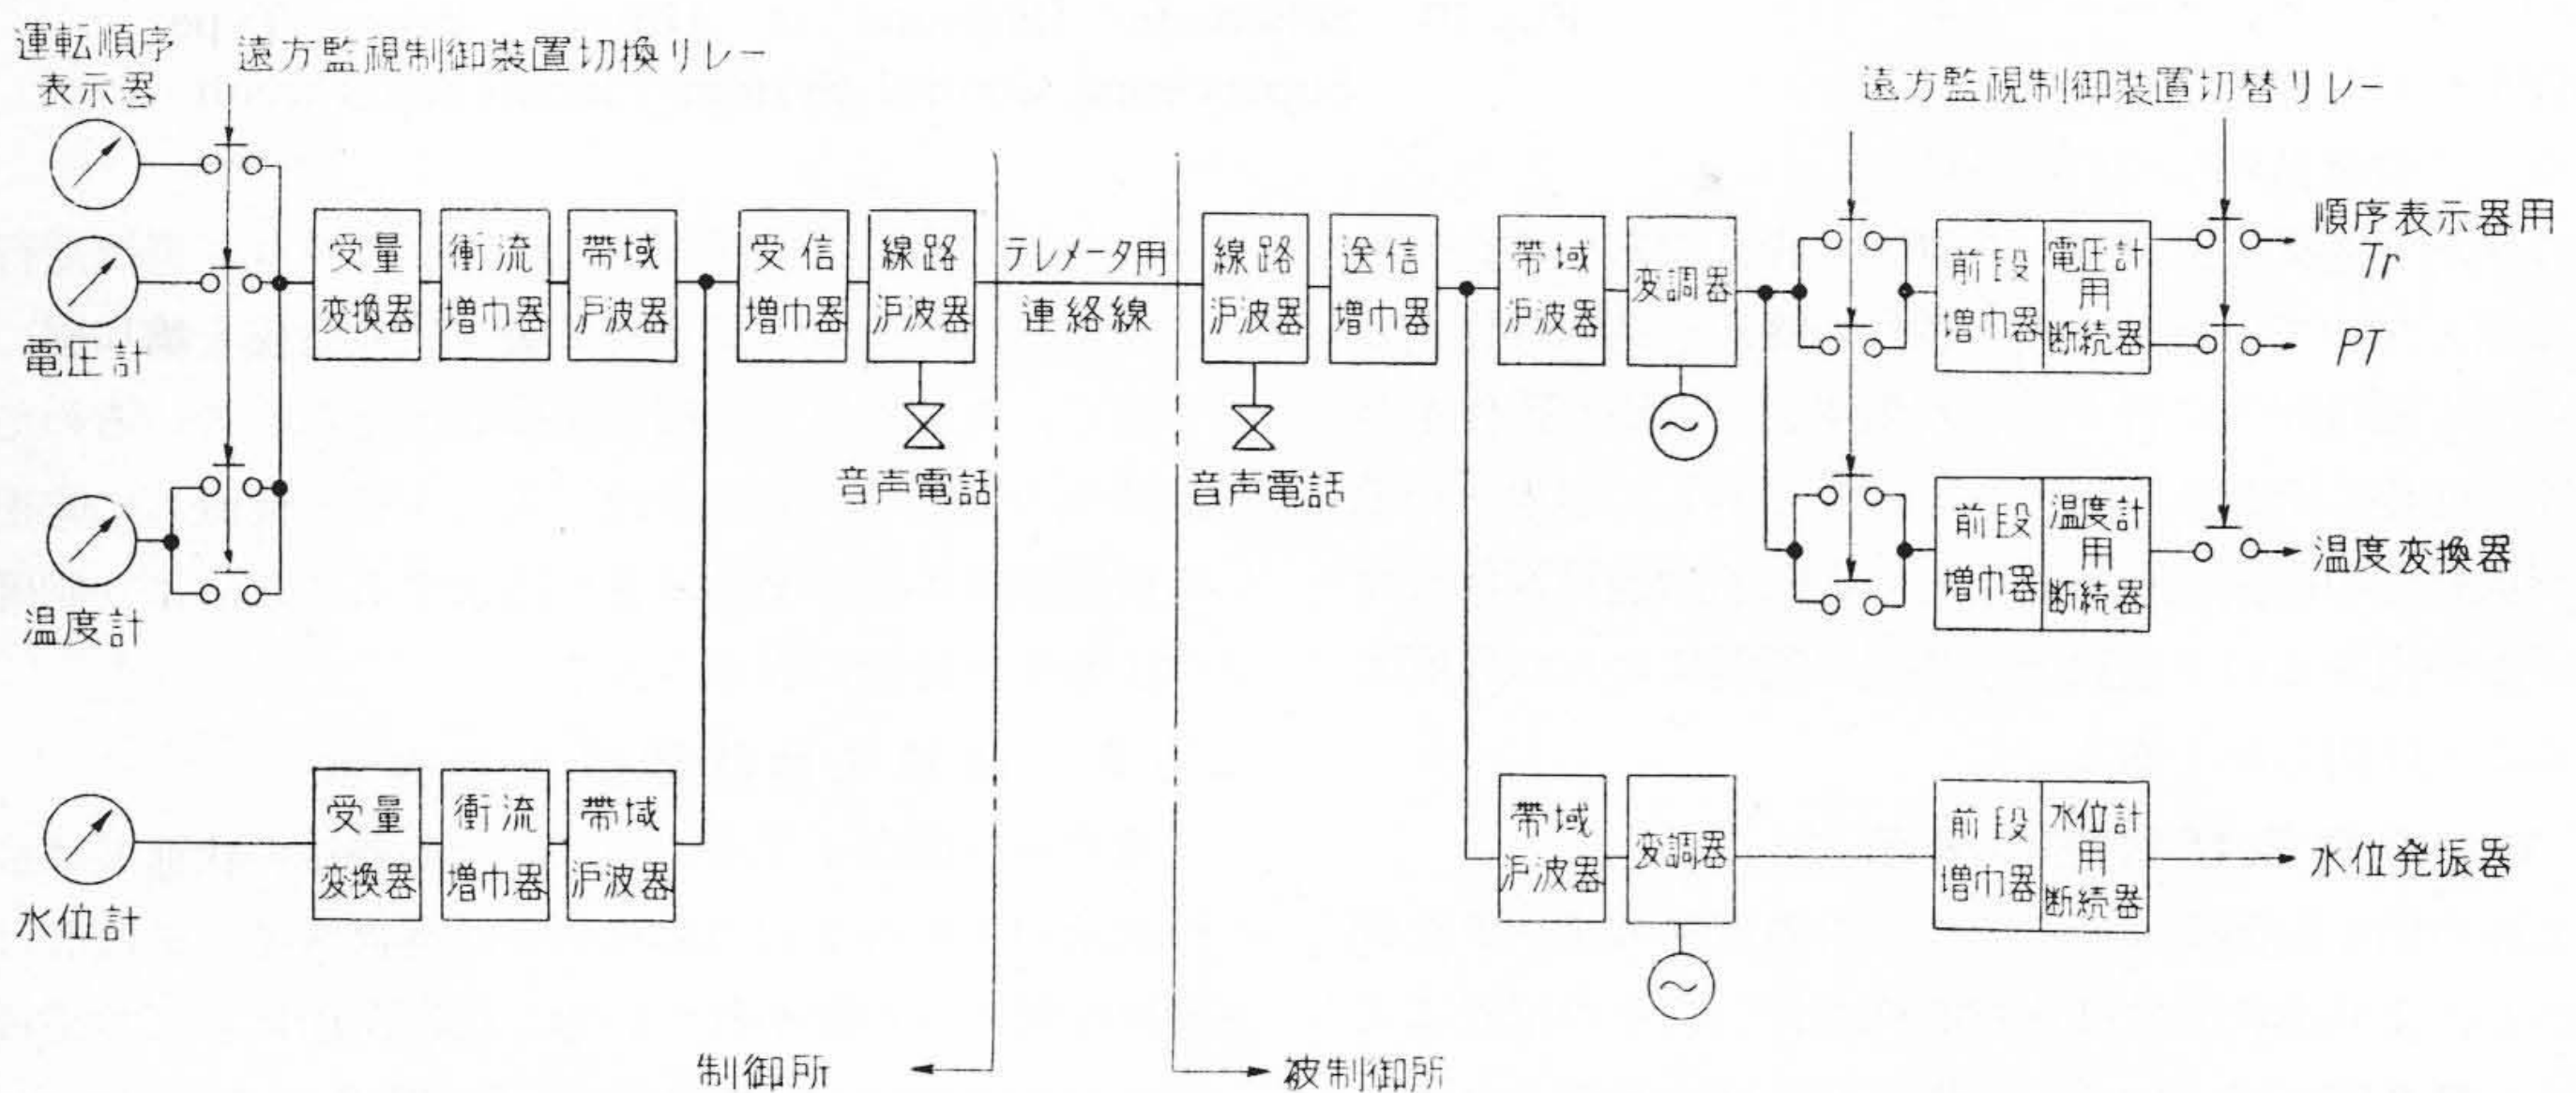 運転順序
表示器
遠方監視制御装置切換リレー
遠方監視制御装置切替リレー
電圧計
温度計
水位計
受量
変換器
衝流
増巾器
帯域
沪波器
受信
増巾器
線路
沪波器
音声電話
テレメータ用
連絡線
線路
沪波器
音声電話
送信
増巾器
帯域
沪波器
変調器
前段
増巾器
電圧計
用
断続器
順序表示器用
Tr
PT
前段
増巾器
温度計
用
断続器
温度変換器
受量
変換器
衝流
増巾器
帯域
沪波器
帯域
沪波器
変調器
前段
増巾器
水位計
用
断続器
水位発振器
制御所
被制御所